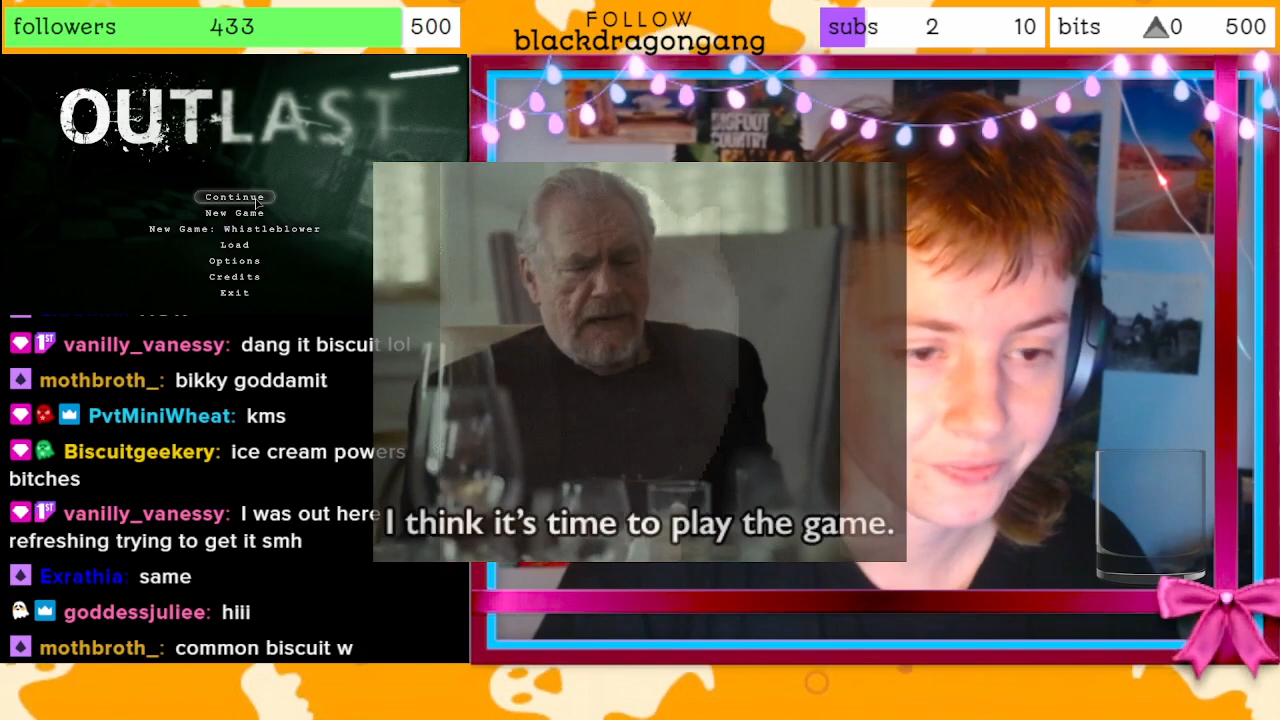 followers 433 500
FOLLOW
blackdragongang
subs 2 10
bits 0 500
OUTLAST
Continue
New Game
New Game: Whistleblower
Load
Options
Credits
Exit
vanilly_vanessy: dang it biscuit lol
mothbroth_: bikky goddamit
PvtMiniWheat: kms
Biscuitgeekery: ice cream powers
bitches
vanilly_vanessy: I was out here
refreshing trying to get it smh
Exrathia: same
goddessjuliee: hiii
mothbroth_: common biscuit w
I think it's time to play the game.
BIGFOOT
COUNTRY